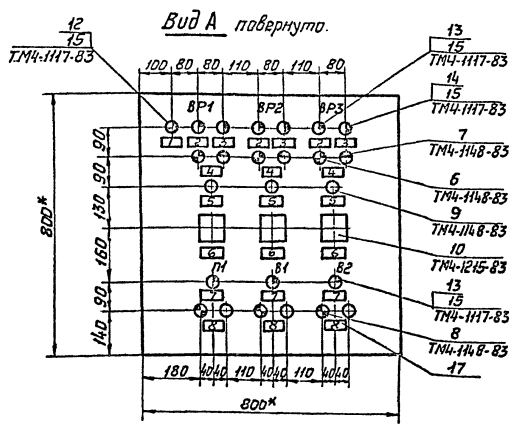 Вид А повернуто.
12
15
ТМ4-1117-83
100 80 80 110 80 110 80
13
15
ТМ4-1117-83
14
15
ТМ4-1117-83
7
ТМ4-1148-83
6
ТМ4-1148-83
9
ТМ4-1148-83
10
ТМ4-1215-83
13
15
ТМ4-1117-83
8
ТМ4-1148-83
17
ВР1 ВР2 ВР3
1 2 3 2 3 2 3
4 4 4
5 5 5
6 6 6
П1 В1 В2
7 7 7
8 8 8
800*
90
90
130
160
90
140
180 40 40 110 40 40 110 40 40
800*